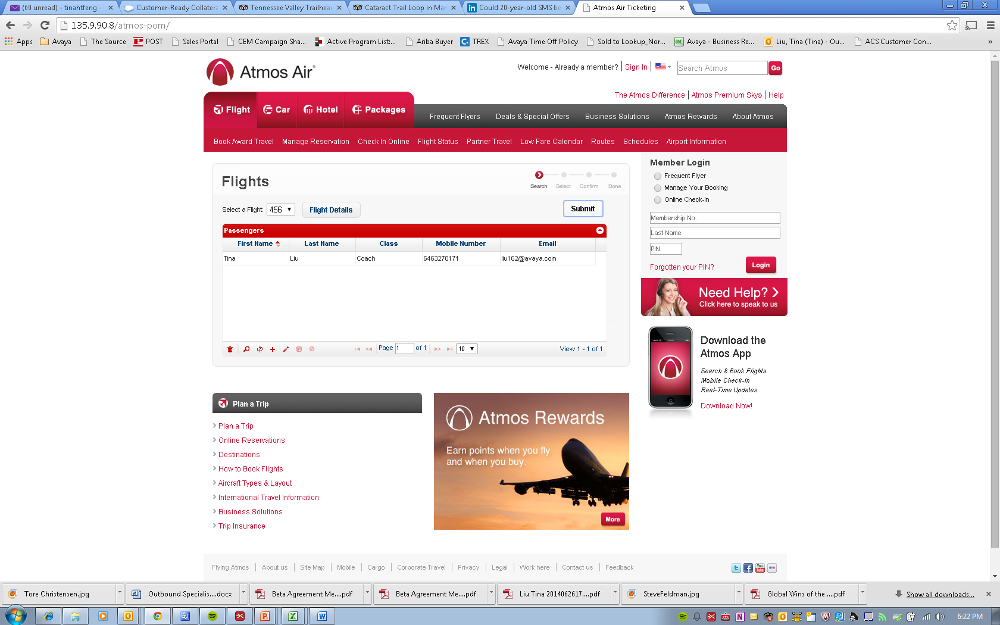 (69 unread) - tinahtfeng -
Customer-Ready Collatera
Tennessee Valley Trailhea
Cataract Trail Loop in Mar
Could 20-year-old SMS be
Atmos Air Ticketing
135.9.90.8/atmos-pom/
Apps Avaya The Source POST Sales Portal CEM Campaign Sha... Active Program List:... Ariba Buyer TREX Avaya Time Off Policy Sold to Lookup_Nor... Avaya - Business Re... Liu, Tina (Tina) - Ou... ACS Customer Con... »
Atmos Air
Welcome - Already a member? Sign In Search Atmos Go
The Atmos Difference Atmos Premium Sky® Help
Flight Car Hotel Packages
Frequent Flyers Deals & Special Offers Business Solutions Atmos Rewards About Atmos
Book Award Travel Manage Reservation Check In Online Flight Status Partner Travel Low Fare Calendar Routes Schedules Airport Information
Flights
Search Select Confirm Done
Select a Flight: 456 Flight Details Submit
Passengers
First Name Last Name Class Mobile Number Email
Tina Liu Coach 6463270171 liu162@avaya.com
Page 1 of 1 10 View 1 - 1 of 1
Member Login
Frequent Flyer
Manage Your Booking
Online Check-In
Membership No.
Last Name
PIN
Forgotten your PIN? Login
Need Help?
Click here to speak to us
Download the
Atmos App
Search & Book Flights
Mobile Check-In
Real-Time Updates
Download Now!
Plan a Trip
Plan a Trip
Online Reservations
Destinations
How to Book Flights
Aircraft Types & Layout
International Travel Information
Business Solutions
Trip Insurance
Atmos Rewards
Earn points when you fly
and when you buy.
More
Flying Atmos About us Site Map Mobile Cargo Corporate Travel Privacy Legal Work here Contact us Feedback
Tore Christensen.jpg Outbound Specialis....docx Beta Agreement Me....pdf Beta Agreement Me....pdf Liu Tina 2014062617....pdf SteveFeldman.jpg Global Wins of the ....pdf Show all downloads...
6:22 PM